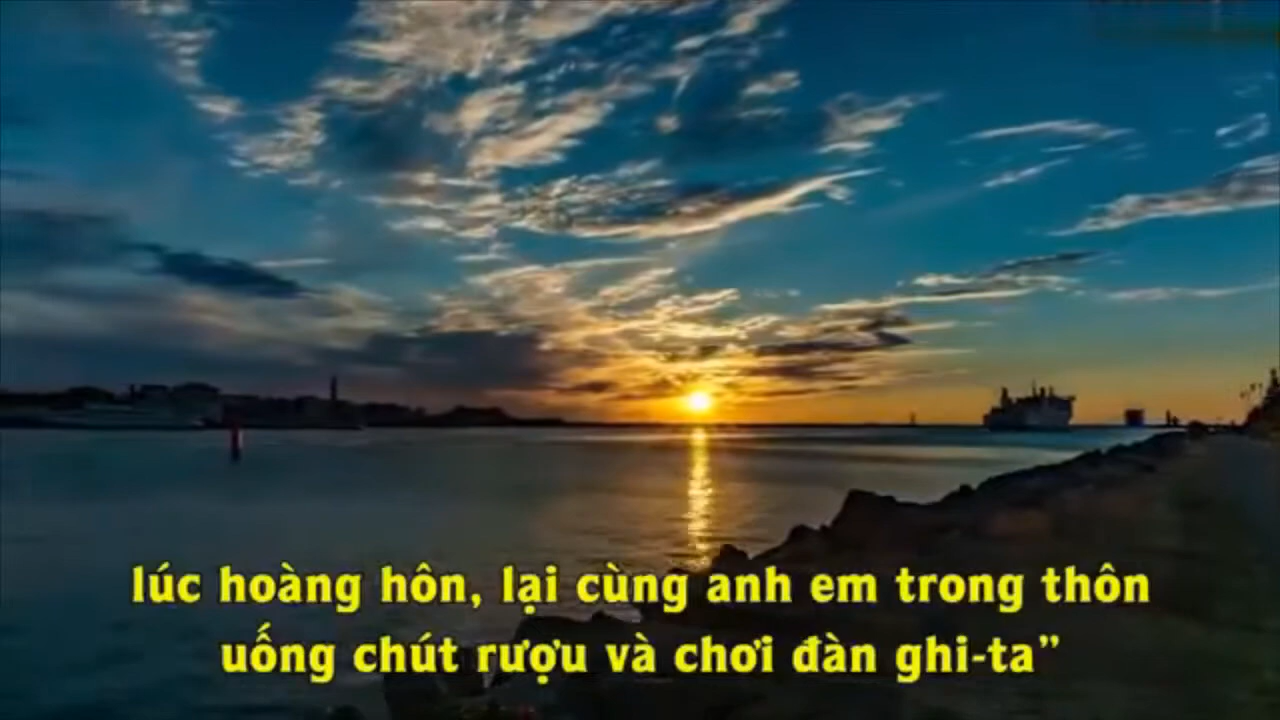 lúc hoàng hôn, lại cùng anh em trong thôn
uống chút rượu và chơi đàn ghi-ta”